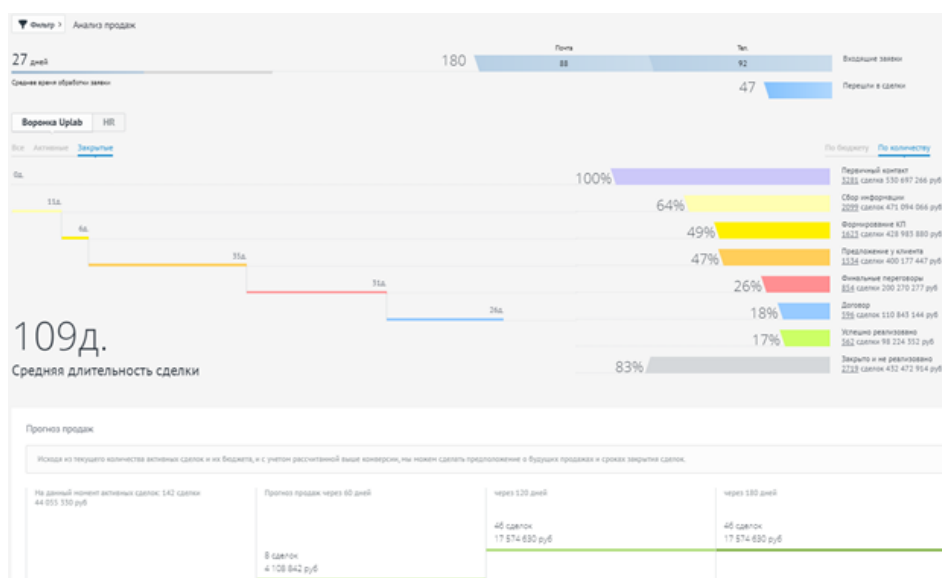 Фильтр > Анализ продаж
27 дней
Среднее время обработки заявки
180
Почта
88
Тел.
92
Входящие заявки
47
Перешли в сделки
Воронка Uplab HR
Все Активные Закрытые
По бюджету По количеству
0д.
100%
Первичный контакт
3281 сделка 530 697 266 руб
11д.
64%
Сбор информации
2099 сделок 471 094 066 руб
6д.
49%
Формирование КП
1623 сделки 428 983 880 руб
35д.
47%
Предложение у клиента
1534 сделки 400 177 447 руб
31д.
26%
Финальные переговоры
854 сделки 200 270 277 руб
26д.
18%
Договор
596 сделок 110 843 144 руб
17%
Успешно реализовано
562 сделки 98 224 352 руб
83%
Закрыто и не реализовано
2719 сделок 432 472 914 руб
109д.
Средняя длительность сделки
Прогноз продаж
Исходя из текущего количества активных сделок и их бюджета, и с учетом рассчитанной выше конверсии, мы можем сделать предположение о будущих продажах и сроках закрытия сделок.
На данный момент активных сделок: 142 сделки
44 055 330 руб
Прогноз продаж через 60 дней
8 сделок
4 108 842 руб
через 120 дней
46 сделок
17 574 630 руб
через 180 дней
46 сделок
17 574 630 руб